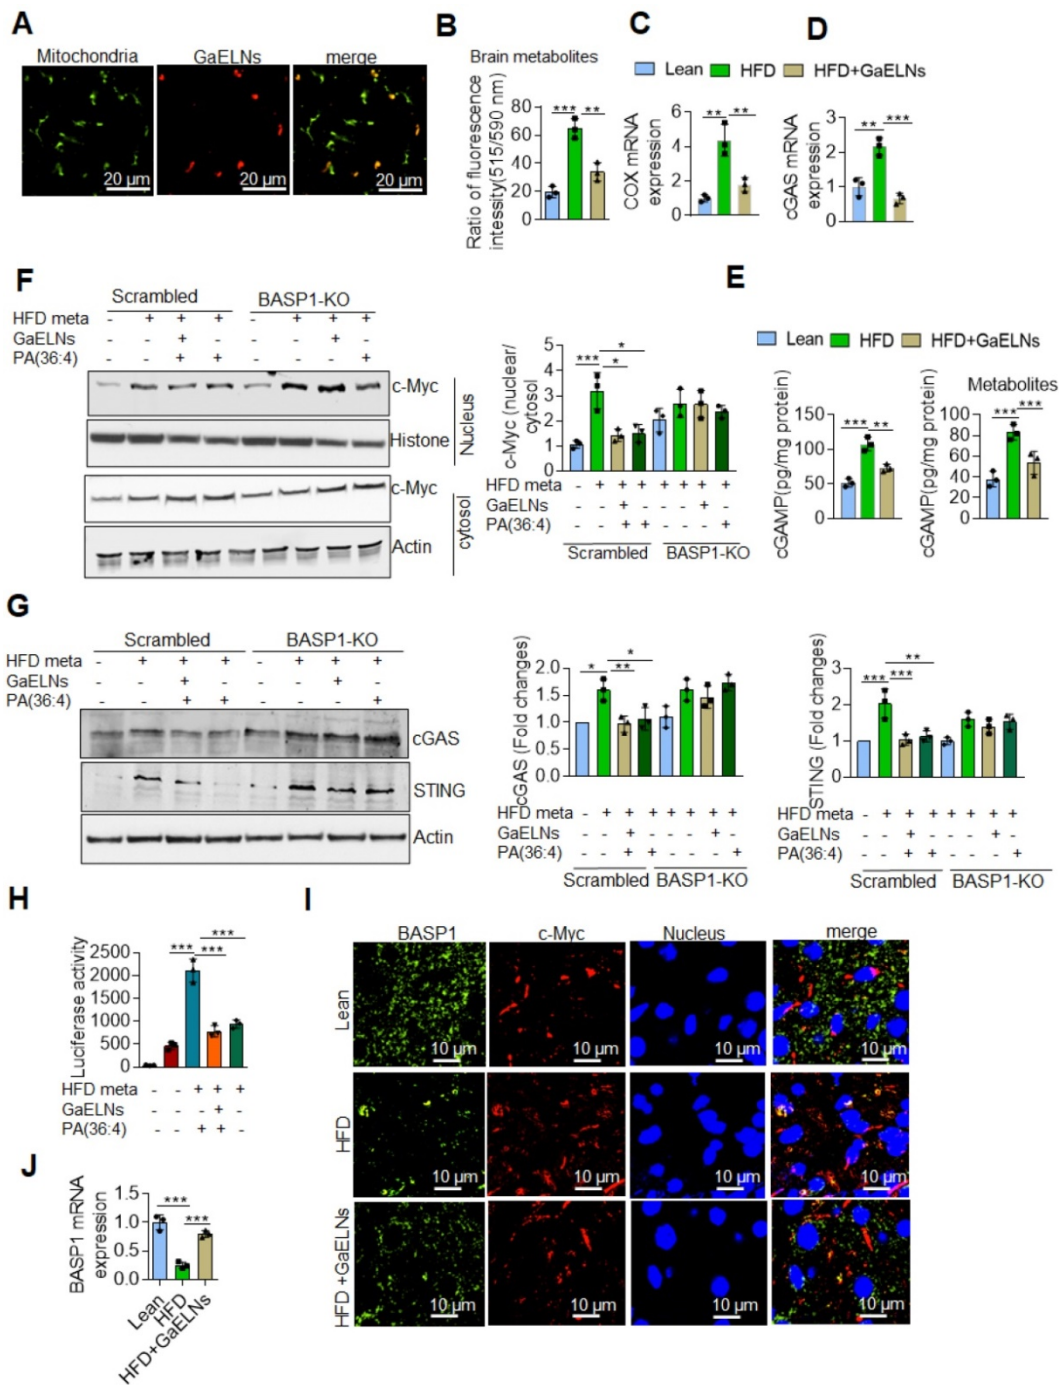 A
Mitochondria GaELNs merge
20 µm 20 µm 20 µm
B
Brain metabolites
Ratio of fluorescence
intessity(515/590 nm)
80
60
40
20
0
*** **
C D
Lean HFD HFD+GaELNs
COX mRNA
expression
6
4
2
0
** **
cGAS mRNA
expression
3
2
1
0
** ***
F
Scrambled BASP1-KO
HFD meta - + + + - + + +
GaELNs + +
PA(36:4) - + + - +
c-Myc
Histone
Nucleus
c-Myc
Actin
cytosol
c-Myc (nuclear/
cytosol
5
4
3
2
1
0
*** * *
HFD meta - + + + + + + +
GaELNs - - + - - +
PA(36:4) - - + + - - +
Scrambled BASP1-KO
E
Lean HFD HFD+GaELNs
cGAMP(pg/mg protein)
150
100
50
0
*** **
Metabolites
cGAMP(pg/mg protein)
100
80
60
40
20
0
*** ***
G
Scrambled BASP1-KO
HFD meta - + + + - + + +
GaELNs - - + - - +
PA(36:4) - - + + - - +
cGAS
STING
Actin
cGAS (Fold changes)
2.0
1.5
1.0
0.5
0.0
* ** *
HFD meta - + + + + + + +
GaELNs - - + - - +
PA(36:4) - - + + - - +
Scrambled BASP1-KO
STING (Fold changes)
3
2
1
0
*** *** **
HFD meta - + + + + + + +
GaELNs - - + - - +
PA(36:4) - - + + - - +
Scrambled BASP1-KO
H
Luciferase activity
2500
2000
1500
1000
500
0
*** *** ***
HFD meta - - + + +
GaELNs - - - + -
PA(36:4) - - + + -
I
BASP1 c-Myc Nucleus merge
Lean
10 µm 10 µm 10 µm 10 µm
HFD
10 µm 10 µm 10 µm 10 µm
HFD +GaELNs
10 µm 10 µm 10 µm 10 µm
J
BASP1 mRNA
expression
1.5
1.0
0.5
0.0
*** ***
Lean
HFD
HFD+GaELNs